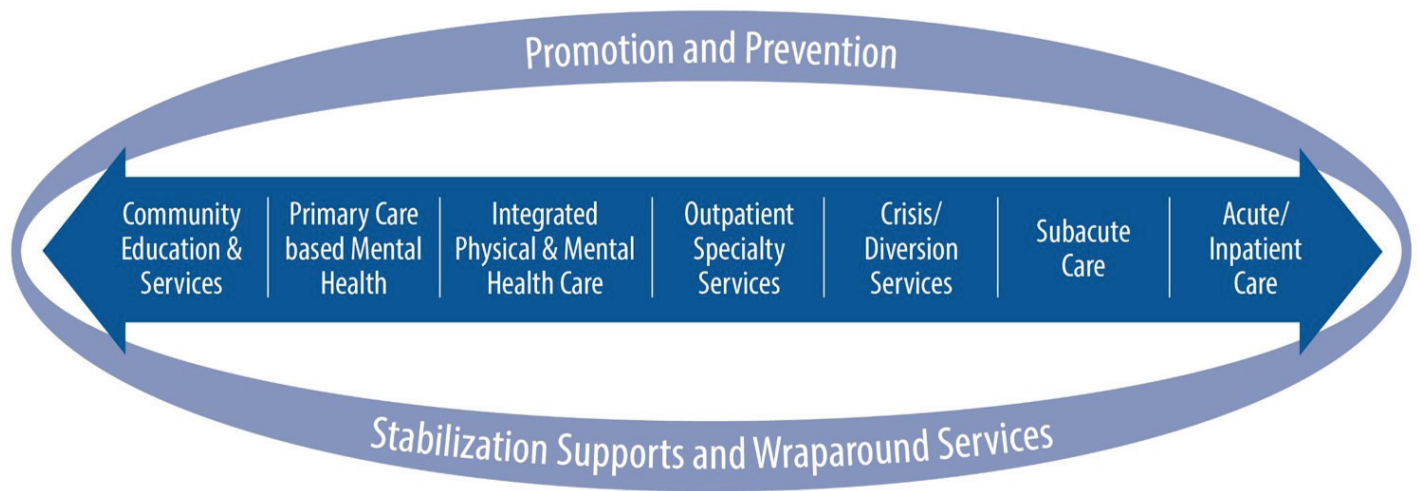 Promotion and Prevention
Community
Education &
Services
Primary Care
based Mental
Health
Integrated
Physical & Mental
Health Care
Outpatient
Specialty
Services
Crisis/
Diversion
Services
Subacute
Care
Acute/
Inpatient
Care
Stabilization Supports and Wraparound Services